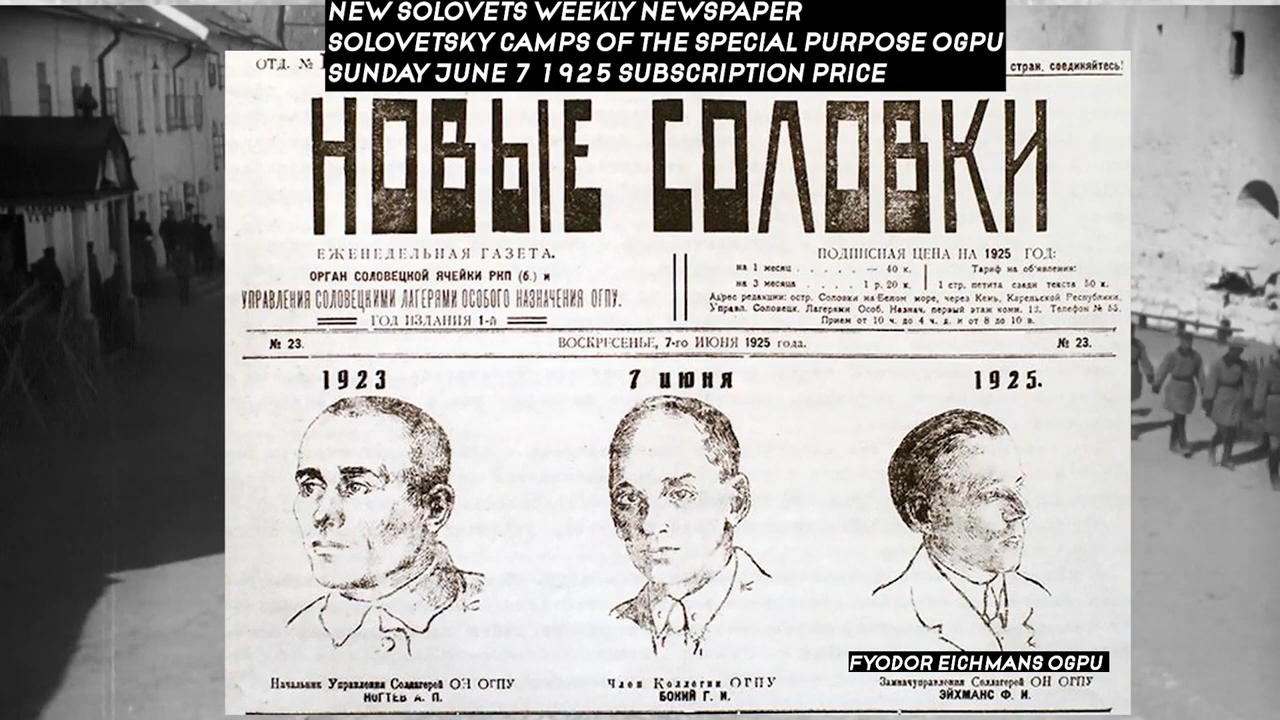 NEW SOLOVETS WEEKLY NEWSPAPER
SOLOVETSKY CAMPS OF THE SPECIAL PURPOSE OGPU
SUNDAY JUNE 7 1925 SUBSCRIPTION PRICE
ОТД. №
стран, соединяйтесь!
НОВЫЕ СОЛОВКИ
ЕЖЕНЕДЕЛЬНАЯ ГАЗЕТА.
ОРГАН СОЛОВЕЦКОЙ ЯЧЕЙКИ РКП (б.) и
УПРАВЛЕНИЯ СОЛОВЕЦКИМИ ЛАГЕРЯМИ ОСОБОГО НАЗНАЧЕНИЯ ОГПУ.
ГОД ИЗДАНИЯ 1-й
ПОДПИСНАЯ ЦЕНА НА 1925 ГОД:
на 1 месяц . . . . . — 40 к.
на 3 месяца . . . . . 1 р. 20 к.
Тариф на об'явления:
1 стр. петита сзади текста 50 к.
Адрес редакции: остр. Соловки на Белом море, через Кемь, Карельской Республики,
Управл. Соловецк. Лагерями Особ. Назнач. первый этаж комн. 13. Телефон № 55.
Прием от 10 ч. до 4 ч. д. и от 8 до 10 в.
№ 23. ВОСКРЕСЕНЬЕ, 7-го ИЮНЯ 1925 года. № 23.
1923 7 июня 1925.
FYODOR EICHMANS OGPU
Начальник Управления Соллагерей ОН ОГПУ
НОГТЕВ А. П.
Член Коллегии ОГПУ
БОКИЙ Г. И.
Замначуправления Соллагерей ОН ОГПУ
ЭЙХМАНС Ф. И.